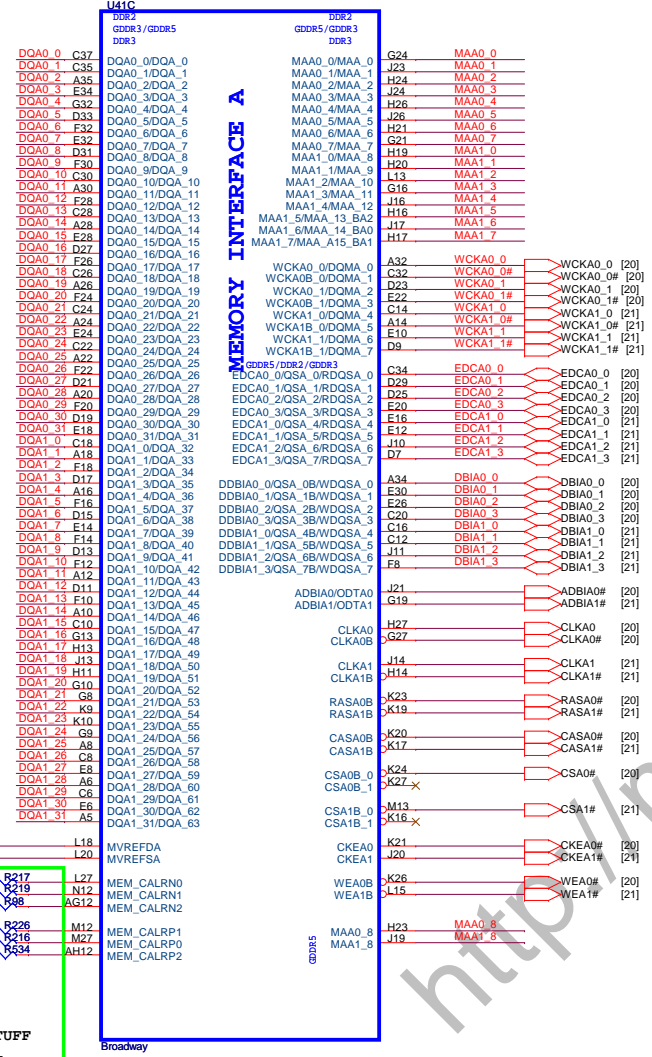 U41C
DDR2
GDDR3/GDDR5
DDR3
DDR2
GDDR5/GDDR3
DDR3
MEMORY INTERFACE A
DQA0_0 C37 DQA0_0/DQA_0
DQA0_1 C35 DQA0_1/DQA_1
DQA0_2 A35 DQA0_2/DQA_2
DQA0_3 E34 DQA0_3/DQA_3
DQA0_4 G32 DQA0_4/DQA_4
DQA0_5 D33 DQA0_5/DQA_5
DQA0_6 F32 DQA0_6/DQA_6
DQA0_7 E32 DQA0_7/DQA_7
DQA0_8 D31 DQA0_8/DQA_8
DQA0_9 F30 DQA0_9/DQA_9
DQA0_10 C30 DQA0_10/DQA_10
DQA0_11 A30 DQA0_11/DQA_11
DQA0_12 F28 DQA0_12/DQA_12
DQA0_13 C28 DQA0_13/DQA_13
DQA0_14 A28 DQA0_14/DQA_14
DQA0_15 E28 DQA0_15/DQA_15
DQA0_16 D27 DQA0_16/DQA_16
DQA0_17 F26 DQA0_17/DQA_17
DQA0_18 C26 DQA0_18/DQA_18
DQA0_19 A26 DQA0_19/DQA_19
DQA0_20 F24 DQA0_20/DQA_20
DQA0_21 C24 DQA0_21/DQA_21
DQA0_22 A24 DQA0_22/DQA_22
DQA0_23 E24 DQA0_23/DQA_23
DQA0_24 C22 DQA0_24/DQA_24
DQA0_25 A22 DQA0_25/DQA_25
DQA0_26 F22 DQA0_26/DQA_26
DQA0_27 D21 DQA0_27/DQA_27
DQA0_28 A20 DQA0_28/DQA_28
DQA0_29 F20 DQA0_29/DQA_29
DQA0_30 D19 DQA0_30/DQA_30
DQA0_31 E18 DQA0_31/DQA_31
DQA1_0 C18 DQA1_0/DQA_32
DQA1_1 A18 DQA1_1/DQA_33
DQA1_2 F18 DQA1_2/DQA_34
DQA1_3 D17 DQA1_3/DQA_35
DQA1_4 A16 DQA1_4/DQA_36
DQA1_5 F16 DQA1_5/DQA_37
DQA1_6 D15 DQA1_6/DQA_38
DQA1_7 E14 DQA1_7/DQA_39
DQA1_8 F14 DQA1_8/DQA_40
DQA1_9 D13 DQA1_9/DQA_41
DQA1_10 F12 DQA1_10/DQA_42
DQA1_11 A12 DQA1_11/DQA_43
DQA1_12 D11 DQA1_12/DQA_44
DQA1_13 F10 DQA1_13/DQA_45
DQA1_14 A10 DQA1_14/DQA_46
DQA1_15 C10 DQA1_15/DQA_47
DQA1_16 G13 DQA1_16/DQA_48
DQA1_17 H13 DQA1_17/DQA_49
DQA1_18 J13 DQA1_18/DQA_50
DQA1_19 H11 DQA1_19/DQA_51
DQA1_20 G10 DQA1_20/DQA_52
DQA1_21 G8 DQA1_21/DQA_53
DQA1_22 K9 DQA1_22/DQA_54
DQA1_23 K10 DQA1_23/DQA_55
DQA1_24 G9 DQA1_24/DQA_56
DQA1_25 A8 DQA1_25/DQA_57
DQA1_26 C8 DQA1_26/DQA_58
DQA1_27 E8 DQA1_27/DQA_59
DQA1_28 A6 DQA1_28/DQA_60
DQA1_29 C6 DQA1_29/DQA_61
DQA1_30 E6 DQA1_30/DQA_62
DQA1_31 A5 DQA1_31/DQA_63
L18 MVREFDA
L20 MVREFSA
R217 L27 MEM_CALRN0
R219 N12 MEM_CALRN1
R98 AG12 MEM_CALRN2
R226 M12 MEM_CALRP1
R216 M27 MEM_CALRP0
R534 AH12 MEM_CALRP2
MAA0_0/MAA_0 G24 MAA0_0
MAA0_1/MAA_1 J23 MAA0_1
MAA0_2/MAA_2 H24 MAA0_2
MAA0_3/MAA_3 J24 MAA0_3
MAA0_4/MAA_4 H26 MAA0_4
MAA0_5/MAA_5 J26 MAA0_5
MAA0_6/MAA_6 H21 MAA0_6
MAA0_7/MAA_7 G21 MAA0_7
MAA1_0/MAA_8 H19 MAA1_0
MAA1_1/MAA_9 H20 MAA1_1
MAA1_2/MAA_10 L13 MAA1_2
MAA1_3/MAA_11 G16 MAA1_3
MAA1_4/MAA_12 J16 MAA1_4
MAA1_5/MAA_13_BA2 H16 MAA1_5
MAA1_6/MAA_14_BA0 J17 MAA1_6
MAA1_7/MAA_A15_BA1 H17 MAA1_7
WCKA0_0/DQMA_0 A32 WCKA0_0 WCKA0_0 [20]
WCKA0B_0/DQMA_1 C32 WCKA0_0# WCKA0_0# [20]
WCKA0_1/DQMA_2 D23 WCKA0_1 WCKA0_1 [20]
WCKA0B_1/DQMA_3 E22 WCKA0_1# WCKA0_1# [20]
WCKA1_0/DQMA_4 C14 WCKA1_0 WCKA1_0 [21]
WCKA1B_0/DQMA_5 A14 WCKA1_0# WCKA1_0# [21]
WCKA1_1/DQMA_6 E10 WCKA1_1 WCKA1_1 [21]
WCKA1B_1/DQMA_7 D9 WCKA1_1# WCKA1_1# [21]
GDDR5/DDR2/GDDR3
EDCA0_0/QSA_0/RDQSA_0 C34 EDCA0_0 EDCA0_0 [20]
EDCA0_1/QSA_1/RDQSA_1 D29 EDCA0_1 EDCA0_1 [20]
EDCA0_2/QSA_2/RDQSA_2 D25 EDCA0_2 EDCA0_2 [20]
EDCA0_3/QSA_3/RDQSA_3 E20 EDCA0_3 EDCA0_3 [20]
EDCA1_0/QSA_4/RDQSA_4 E16 EDCA1_0 EDCA1_0 [21]
EDCA1_1/QSA_5/RDQSA_5 E12 EDCA1_1 EDCA1_1 [21]
EDCA1_2/QSA_6/RDQSA_6 J10 EDCA1_2 EDCA1_2 [21]
EDCA1_3/QSA_7/RDQSA_7 D7 EDCA1_3 EDCA1_3 [21]
DDBIA0_0/QSA_0B/WDQSA_0 A34 DBIA0_0 DBIA0_0 [20]
DDBIA0_1/QSA_1B/WDQSA_1 E30 DBIA0_1 DBIA0_1 [20]
DDBIA0_2/QSA_2B/WDQSA_2 E26 DBIA0_2 DBIA0_2 [20]
DDBIA0_3/QSA_3B/WDQSA_3 C20 DBIA0_3 DBIA0_3 [20]
DDBIA1_0/QSA_4B/WDQSA_4 C16 DBIA1_0 DBIA1_0 [21]
DDBIA1_1/QSA_5B/WDQSA_5 C12 DBIA1_1 DBIA1_1 [21]
DDBIA1_2/QSA_6B/WDQSA_6 J11 DBIA1_2 DBIA1_2 [21]
DDBIA1_3/QSA_7B/WDQSA_7 F8 DBIA1_3 DBIA1_3 [21]
ADBIA0/ODTA0 J21 ADBIA0# [20]
ADBIA1/ODTA1 G19 ADBIA1# [21]
CLKA0 H27 CLKA0 [20]
CLKA0B G27 CLKA0# [20]
CLKA1 J14 CLKA1 [21]
CLKA1B H14 CLKA1# [21]
RASA0B K23 RASA0# [20]
RASA1B K19 RASA1# [21]
CASA0B K20 CASA0# [20]
CASA1B K17 CASA1# [21]
CSA0B_0 K24 CSA0# [20]
CSA0B_1 K27
CSA1B_0 M13 CSA1# [21]
CSA1B_1 K16
CKEA0 K21 CKEA0# [20]
CKEA1 J20 CKEA1# [21]
WEA0B K26 WEA0# [20]
WEA1B L15 WEA1# [21]
MAA0_8 H23 MAA0_8
MAA1_8 J19 MAA1_8
GDDR5
TUFF
Broadway
http://